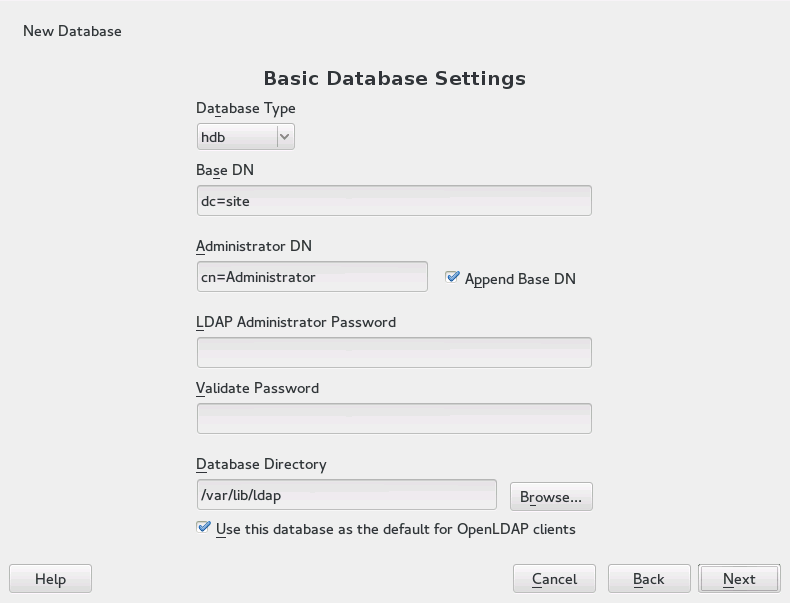 New Database
Basic Database Settings
Database Type
hdb
Base DN
dc=site
Administrator DN
cn=Administrator
Append Base DN
LDAP Administrator Password
Validate Password
Database Directory
/var/lib/ldap
Browse...
Use this database as the default for OpenLDAP clients
Help
Cancel
Back
Next